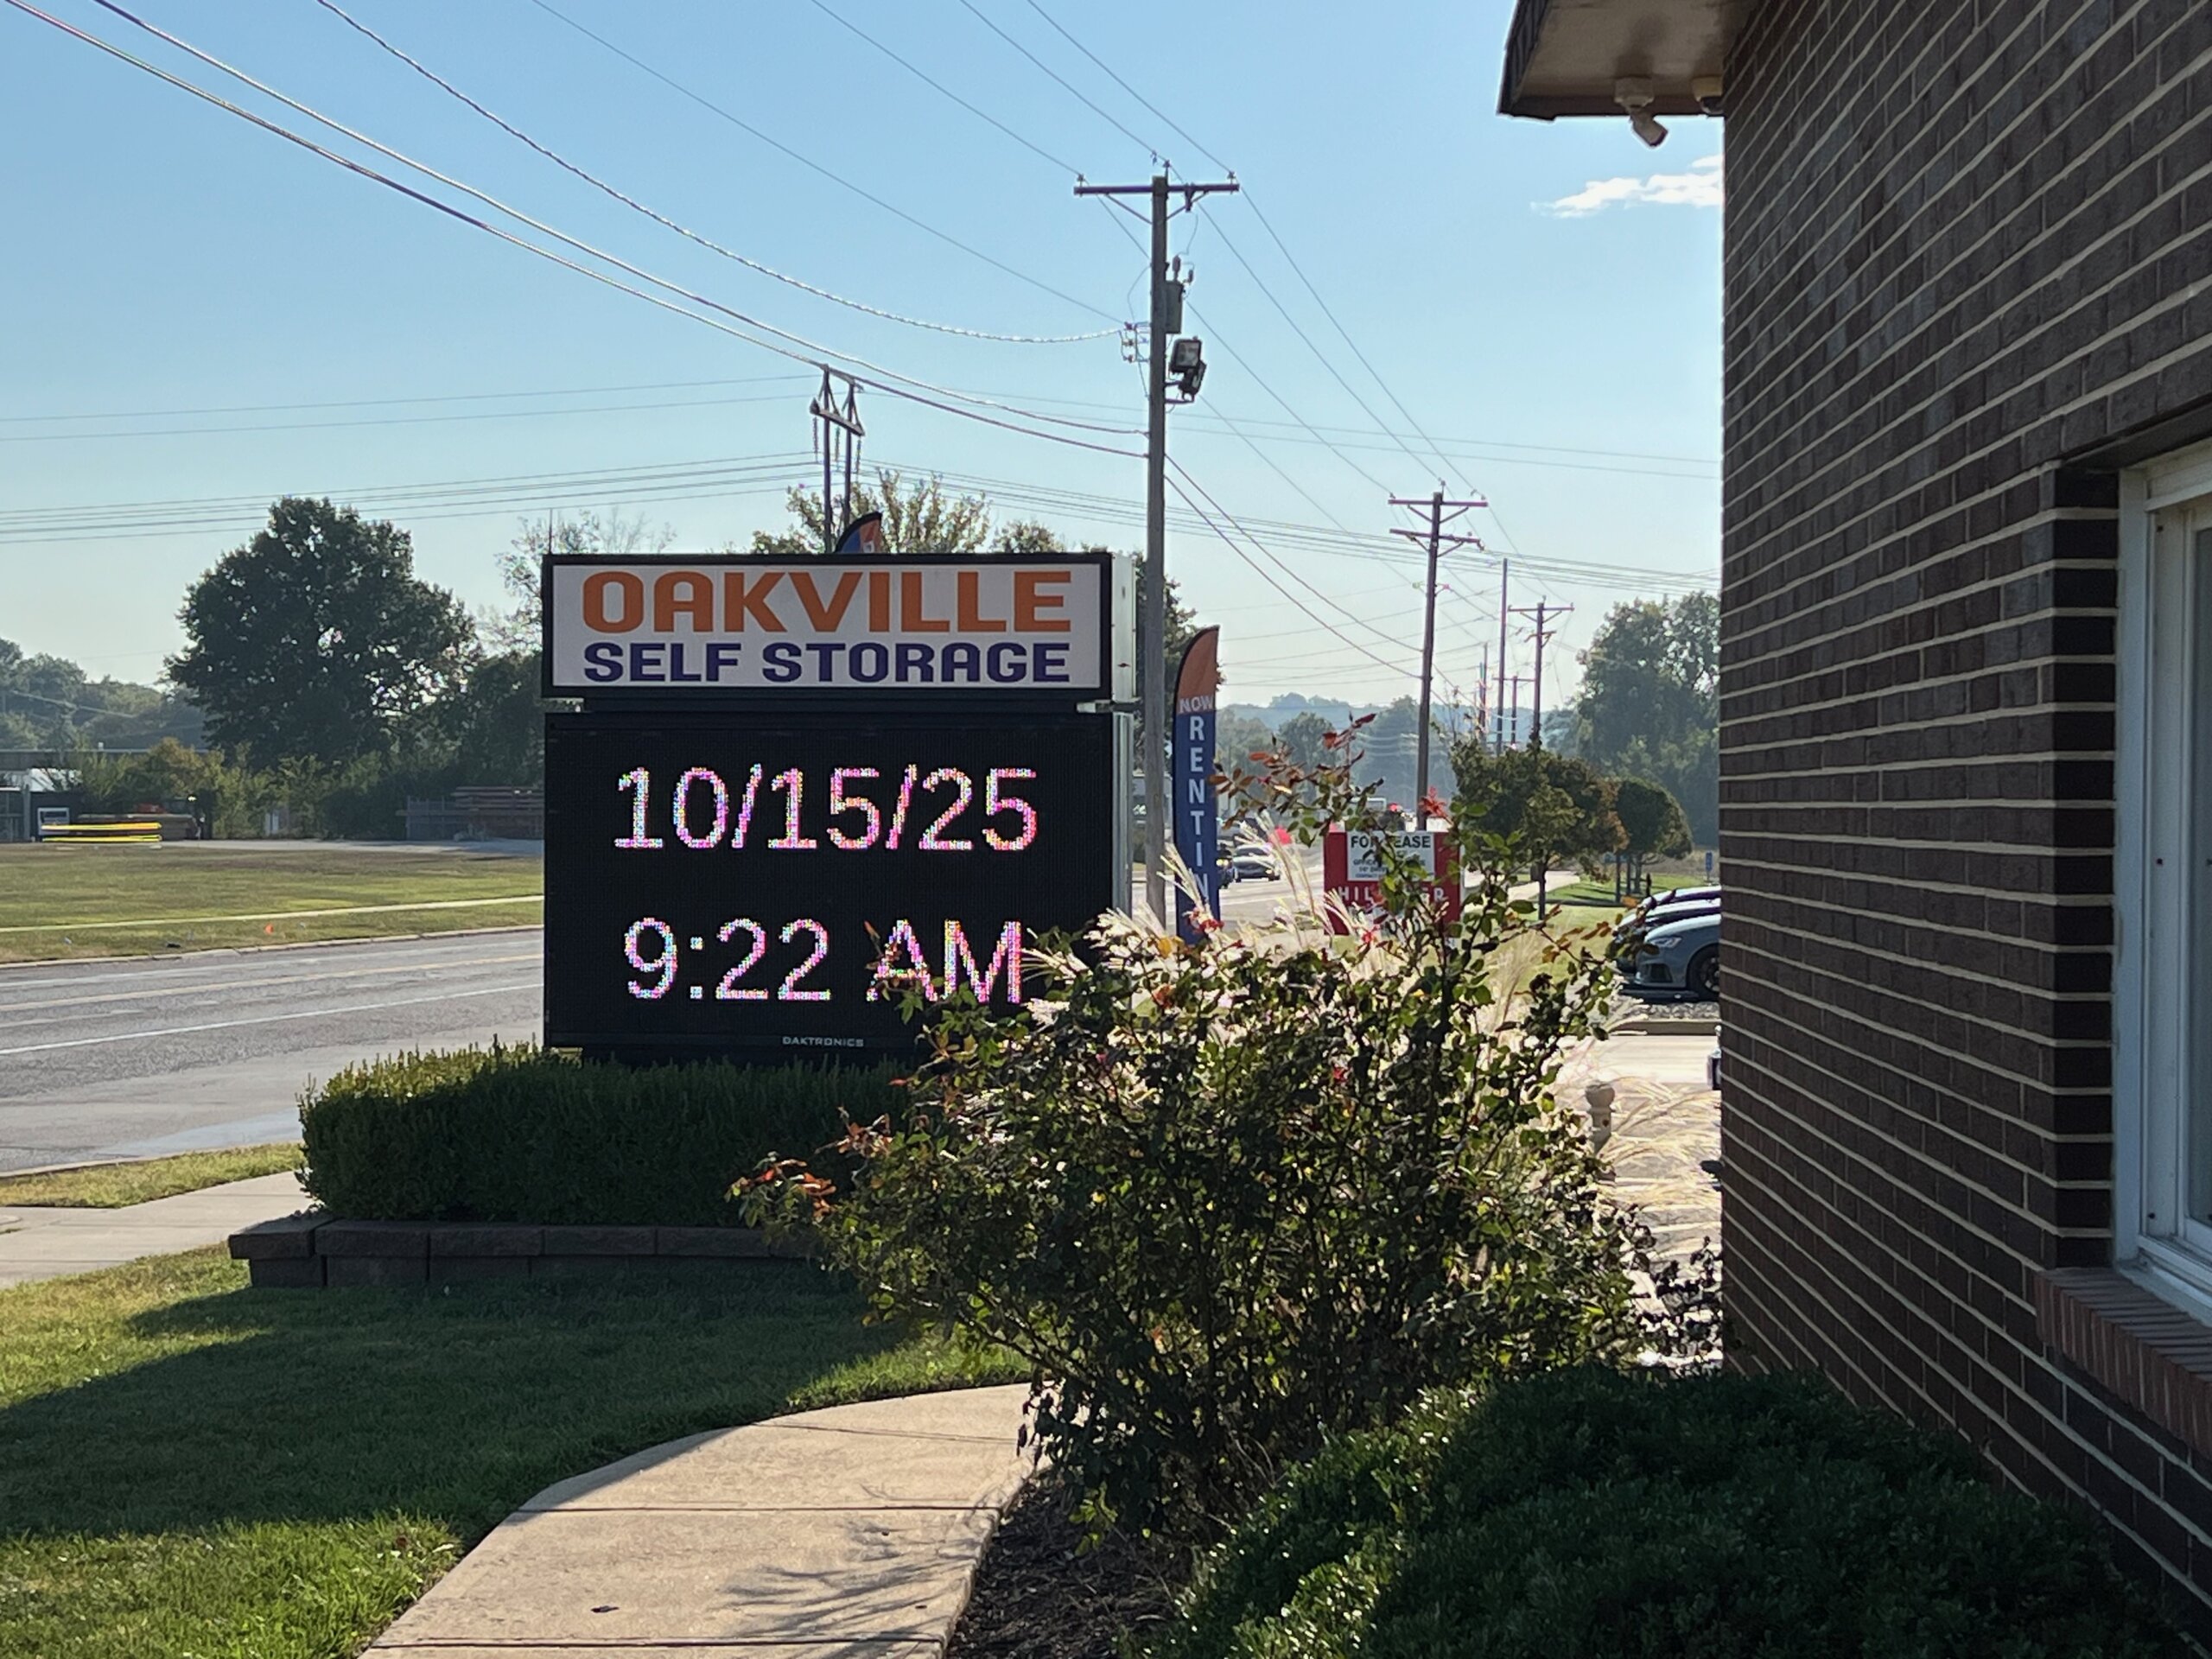 OAKVILLE
SELF STORAGE
10/15/25
9:22 AM
DAKTRONICS
NOW
RENTIN
FOR LEASE